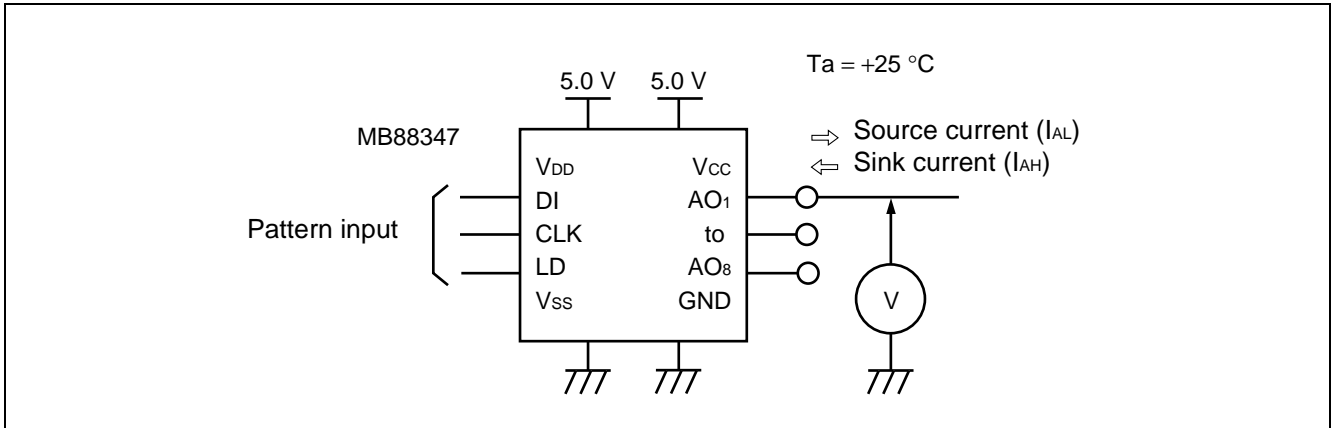 Ta = +25 °C
5.0 V 5.0 V
MB88347
⇨ Source current (IAL)
⇦ Sink current (IAH)
VDD VCC
DI AO1
Pattern input
CLK to
LD AO8
VSS GND
V